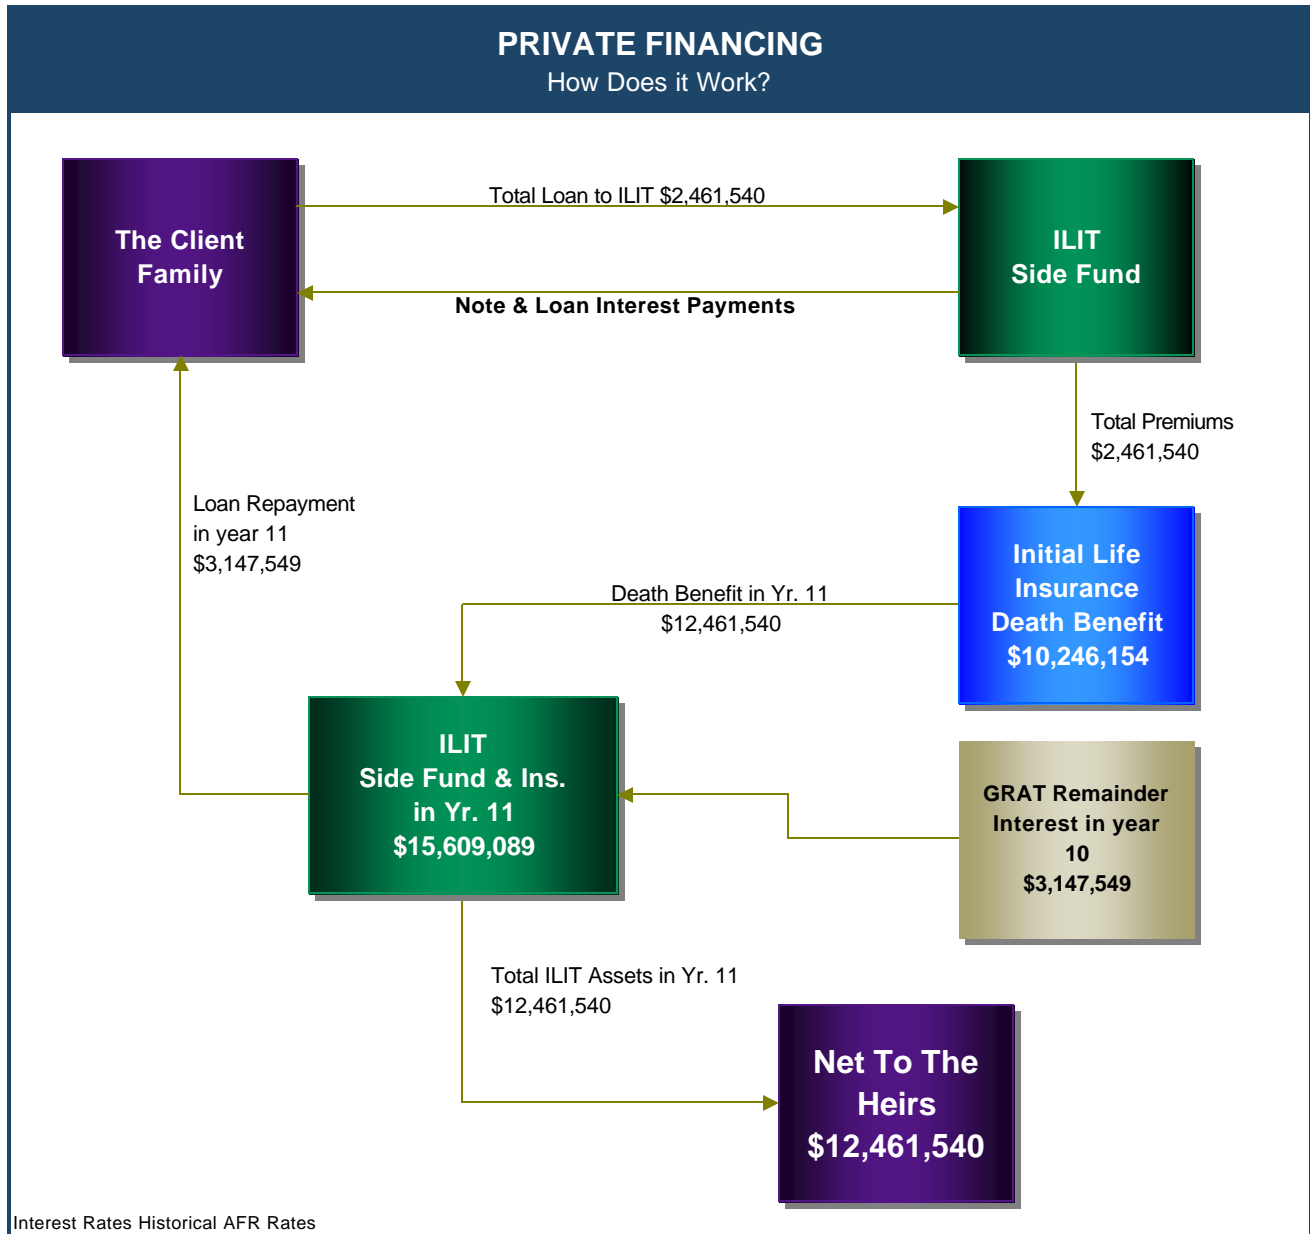 PRIVATE FINANCING
How Does it Work?
The Client
Family
Total Loan to ILIT $2,461,540
ILIT
Side Fund
Note & Loan Interest Payments
Total Premiums
$2,461,540
Loan Repayment
in year 11
$3,147,549
Death Benefit in Yr. 11
$12,461,540
Initial Life
Insurance
Death Benefit
$10,246,154
ILIT
Side Fund & Ins.
in Yr. 11
$15,609,089
GRAT Remainder
Interest in year
10
$3,147,549
Total ILIT Assets in Yr. 11
$12,461,540
Net To The
Heirs
$12,461,540
Interest Rates Historical AFR Rates